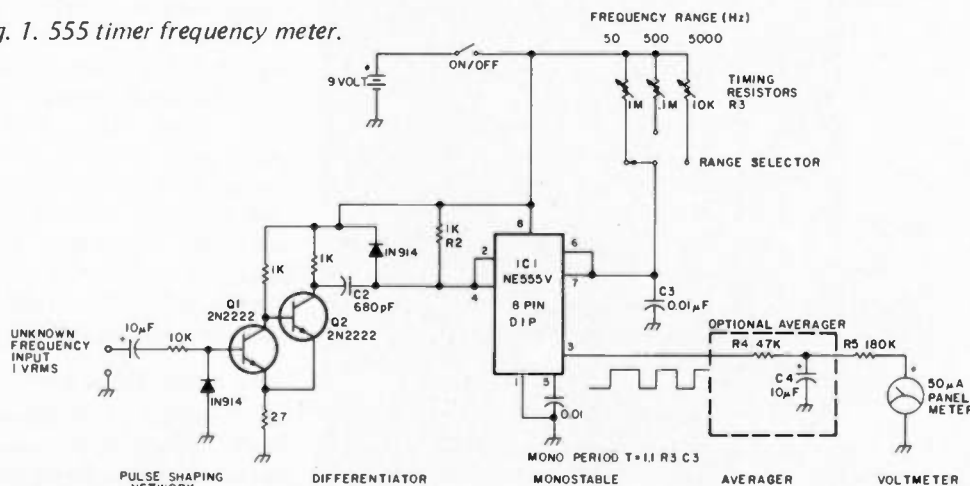 g. 1. 555 timer frequency meter.
FREQUENCY RANGE (Hz)
50 500 5000
ON/OFF
+
9 VOLT
1M .1M 10K
TIMING
RESISTORS
R3
RANGE SELECTOR
1K
R2
8
2
4
IC1
NE555V
8 PIN
DIP
6
7
3
1
5
C3
0.01µF
1K
1K
IN914
C2
680pF
Q1
2N2222
Q2
2N2222
UNKNOWN
FREQUENCY
INPUT
1 VRMS
+
10µF
10K
IN914
27
0.01
OPTIONAL AVERAGER
R4 47K
R5 180K
+
C4
10µF
+
50µA
PANEL
METER
MONO PERIOD T=1.1 R3 C3
PULSE SHAPING
NETWORK
DIFFERENTIATOR
MONOSTABLE
AVERAGER
VOLTMETER